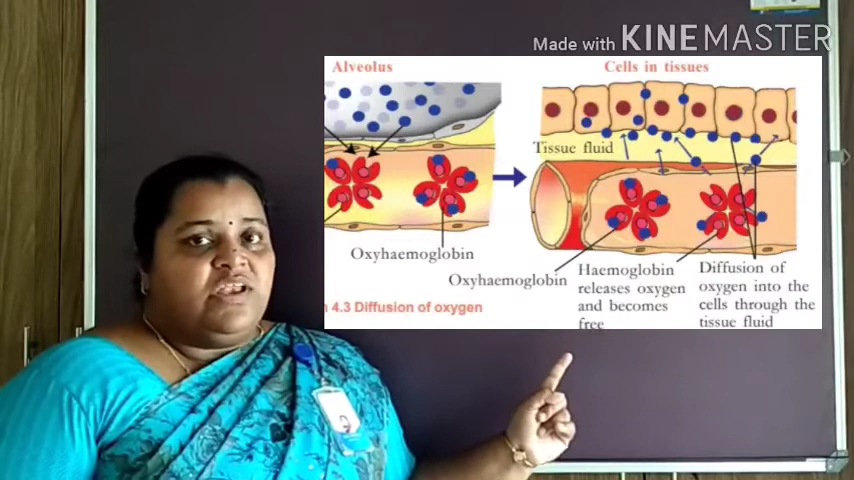 Made with KINEMASTER
Alveolus
Cells in tissues
Tissue fluid
Oxyhaemoglobin
Oxyhaemoglobin
Haemoglobin
releases oxygen
and becomes
free
Diffusion of
oxygen into the
cells through the
tissue fluid
4.3 Diffusion of oxygen